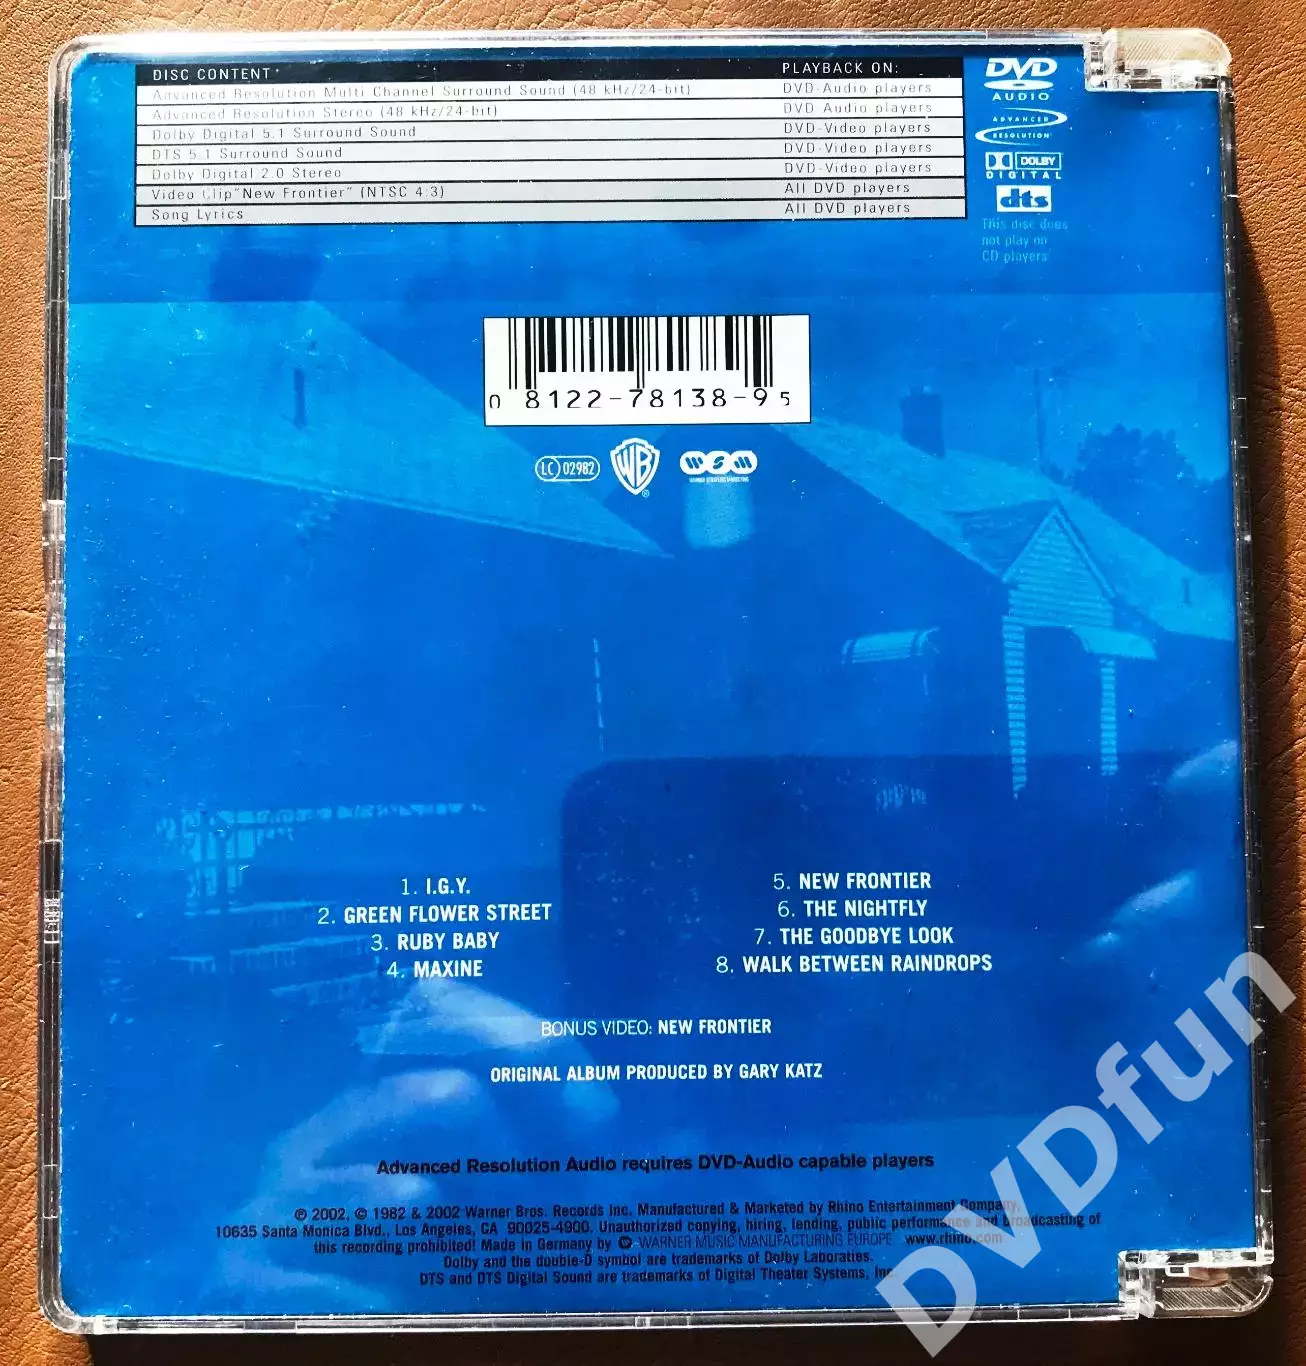 DISC CONTENT PLAYBACK ON:
Advanced Resolution Multi Channel Surround Sound (48 kHz/24-bit) DVD-Audio players
Advanced Resolution Stereo (48 kHz/24-bit) DVD Audio players
Dolby Digital 5.1 Surround Sound DVD-Video players
DTS 5.1 Surround Sound DVD-Video players
Dolby Digital 2.0 Stereo DVD-Video players
Video Clip "New Frontier" (NTSC 4:3) All DVD players
Song Lyrics All DVD players
DVD
AUDIO
ADVANCED
RESOLUTION
DOLBY
DIGITAL
dts
This disc does
not play on
CD players
0 8122-78138-9 5
LC 02982
WB
®
WSM
WARNER STRATEGIC MARKETING
1. I.G.Y.
2. GREEN FLOWER STREET
3. RUBY BABY
4. MAXINE
5. NEW FRONTIER
6. THE NIGHTFLY
7. THE GOODBYE LOOK
8. WALK BETWEEN RAINDROPS
BONUS VIDEO: NEW FRONTIER
ORIGINAL ALBUM PRODUCED BY GARY KATZ
Advanced Resolution Audio requires DVD-Audio capable players
℗ 2002, © 1982 & 2002 Warner Bros. Records Inc. Manufactured & Marketed by Rhino Entertainment Company,
10635 Santa Monica Blvd., Los Angeles, CA 90025-4900. Unauthorized copying, hiring, lending, public performance and broadcasting of
this recording prohibited! Made in Germany by WARNER MUSIC MANUFACTURING EUROPE www.rhino.com
Dolby and the double-D symbol are trademarks of Dolby Laboraties.
DTS and DTS Digital Sound are trademarks of Digital Theater Systems, Inc.
DVDfun